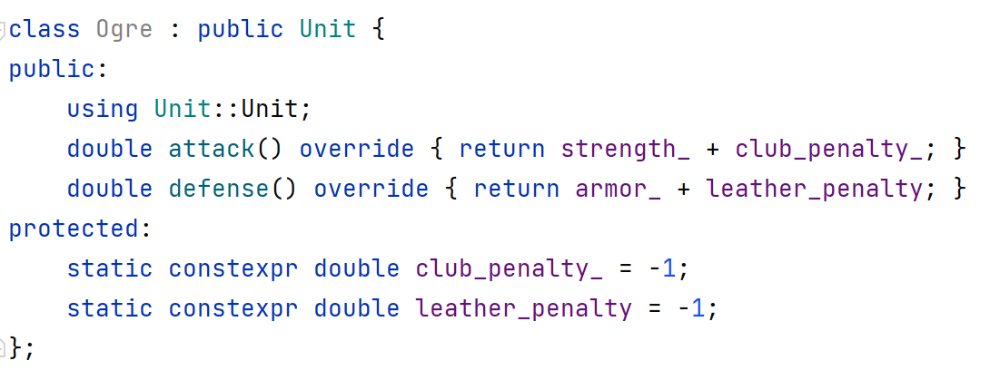 class Ogre : public Unit {
public:
    using Unit::Unit;
    double attack() override { return strength_ + club_penalty_; }
    double defense() override { return armor_ + leather_penalty; }
protected:
    static constexpr double club_penalty_ = -1;
    static constexpr double leather_penalty = -1;
};